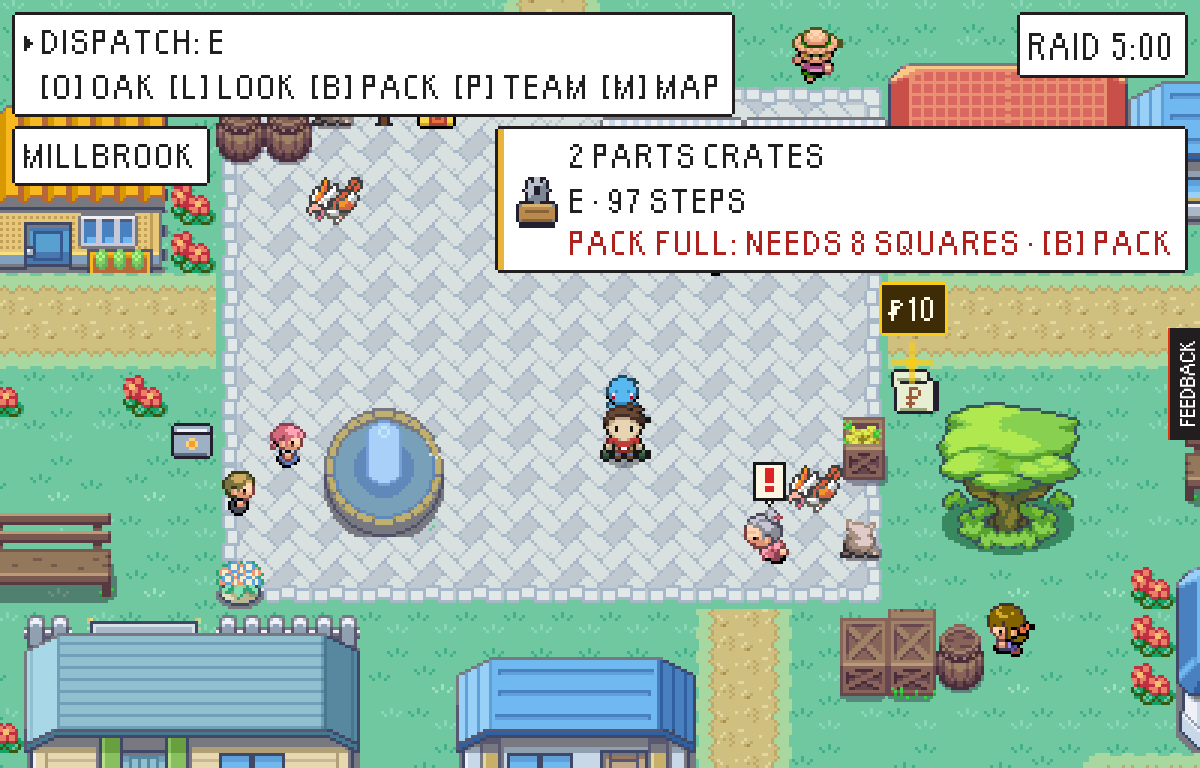 ▸DISPATCH: E
[O] OAK [L] LOOK [B] PACK [P] TEAM [M] MAP
RAID 5:00
MILLBROOK
2 PARTS CRATES
E · 97 STEPS
PACK FULL: NEEDS 8 SQUARES · [B] PACK
₽10
FEEDBACK
₽
!